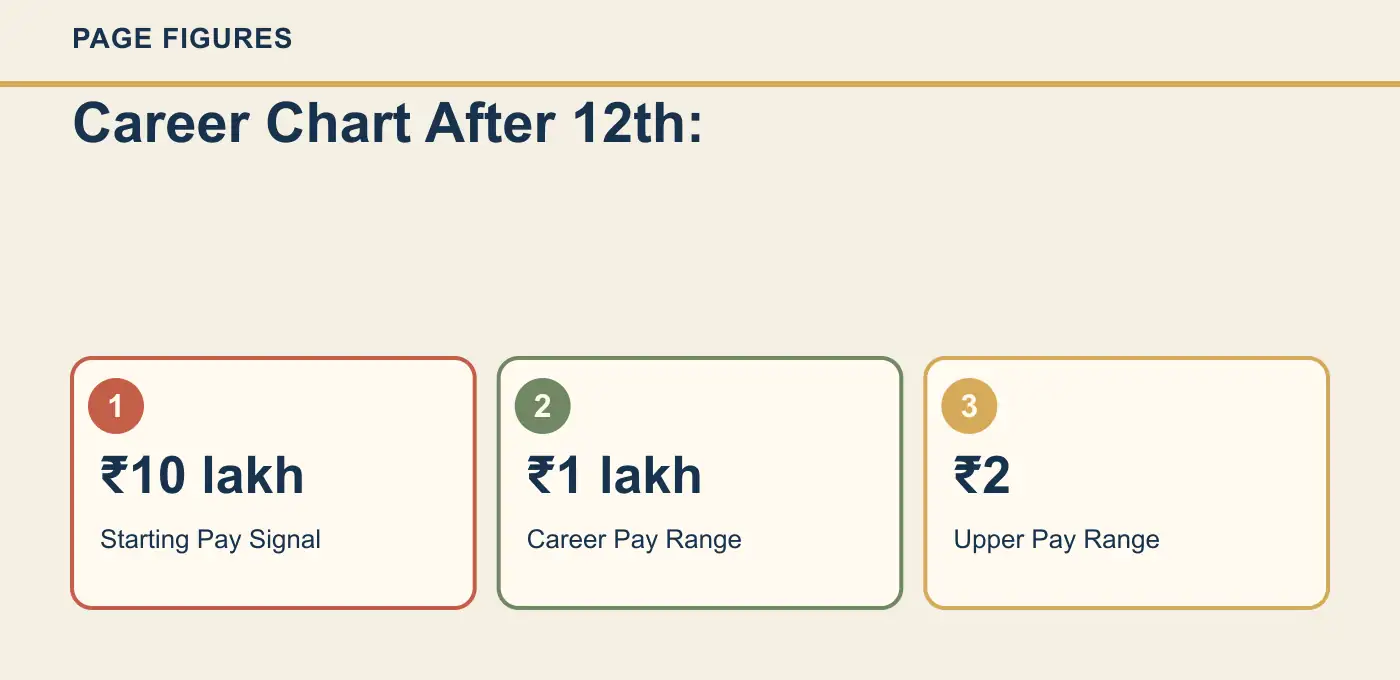 PAGE FIGURES
Career Chart After 12th:
1
₹10 lakh
Starting Pay Signal
2
₹1 lakh
Career Pay Range
3
₹2
Upper Pay Range